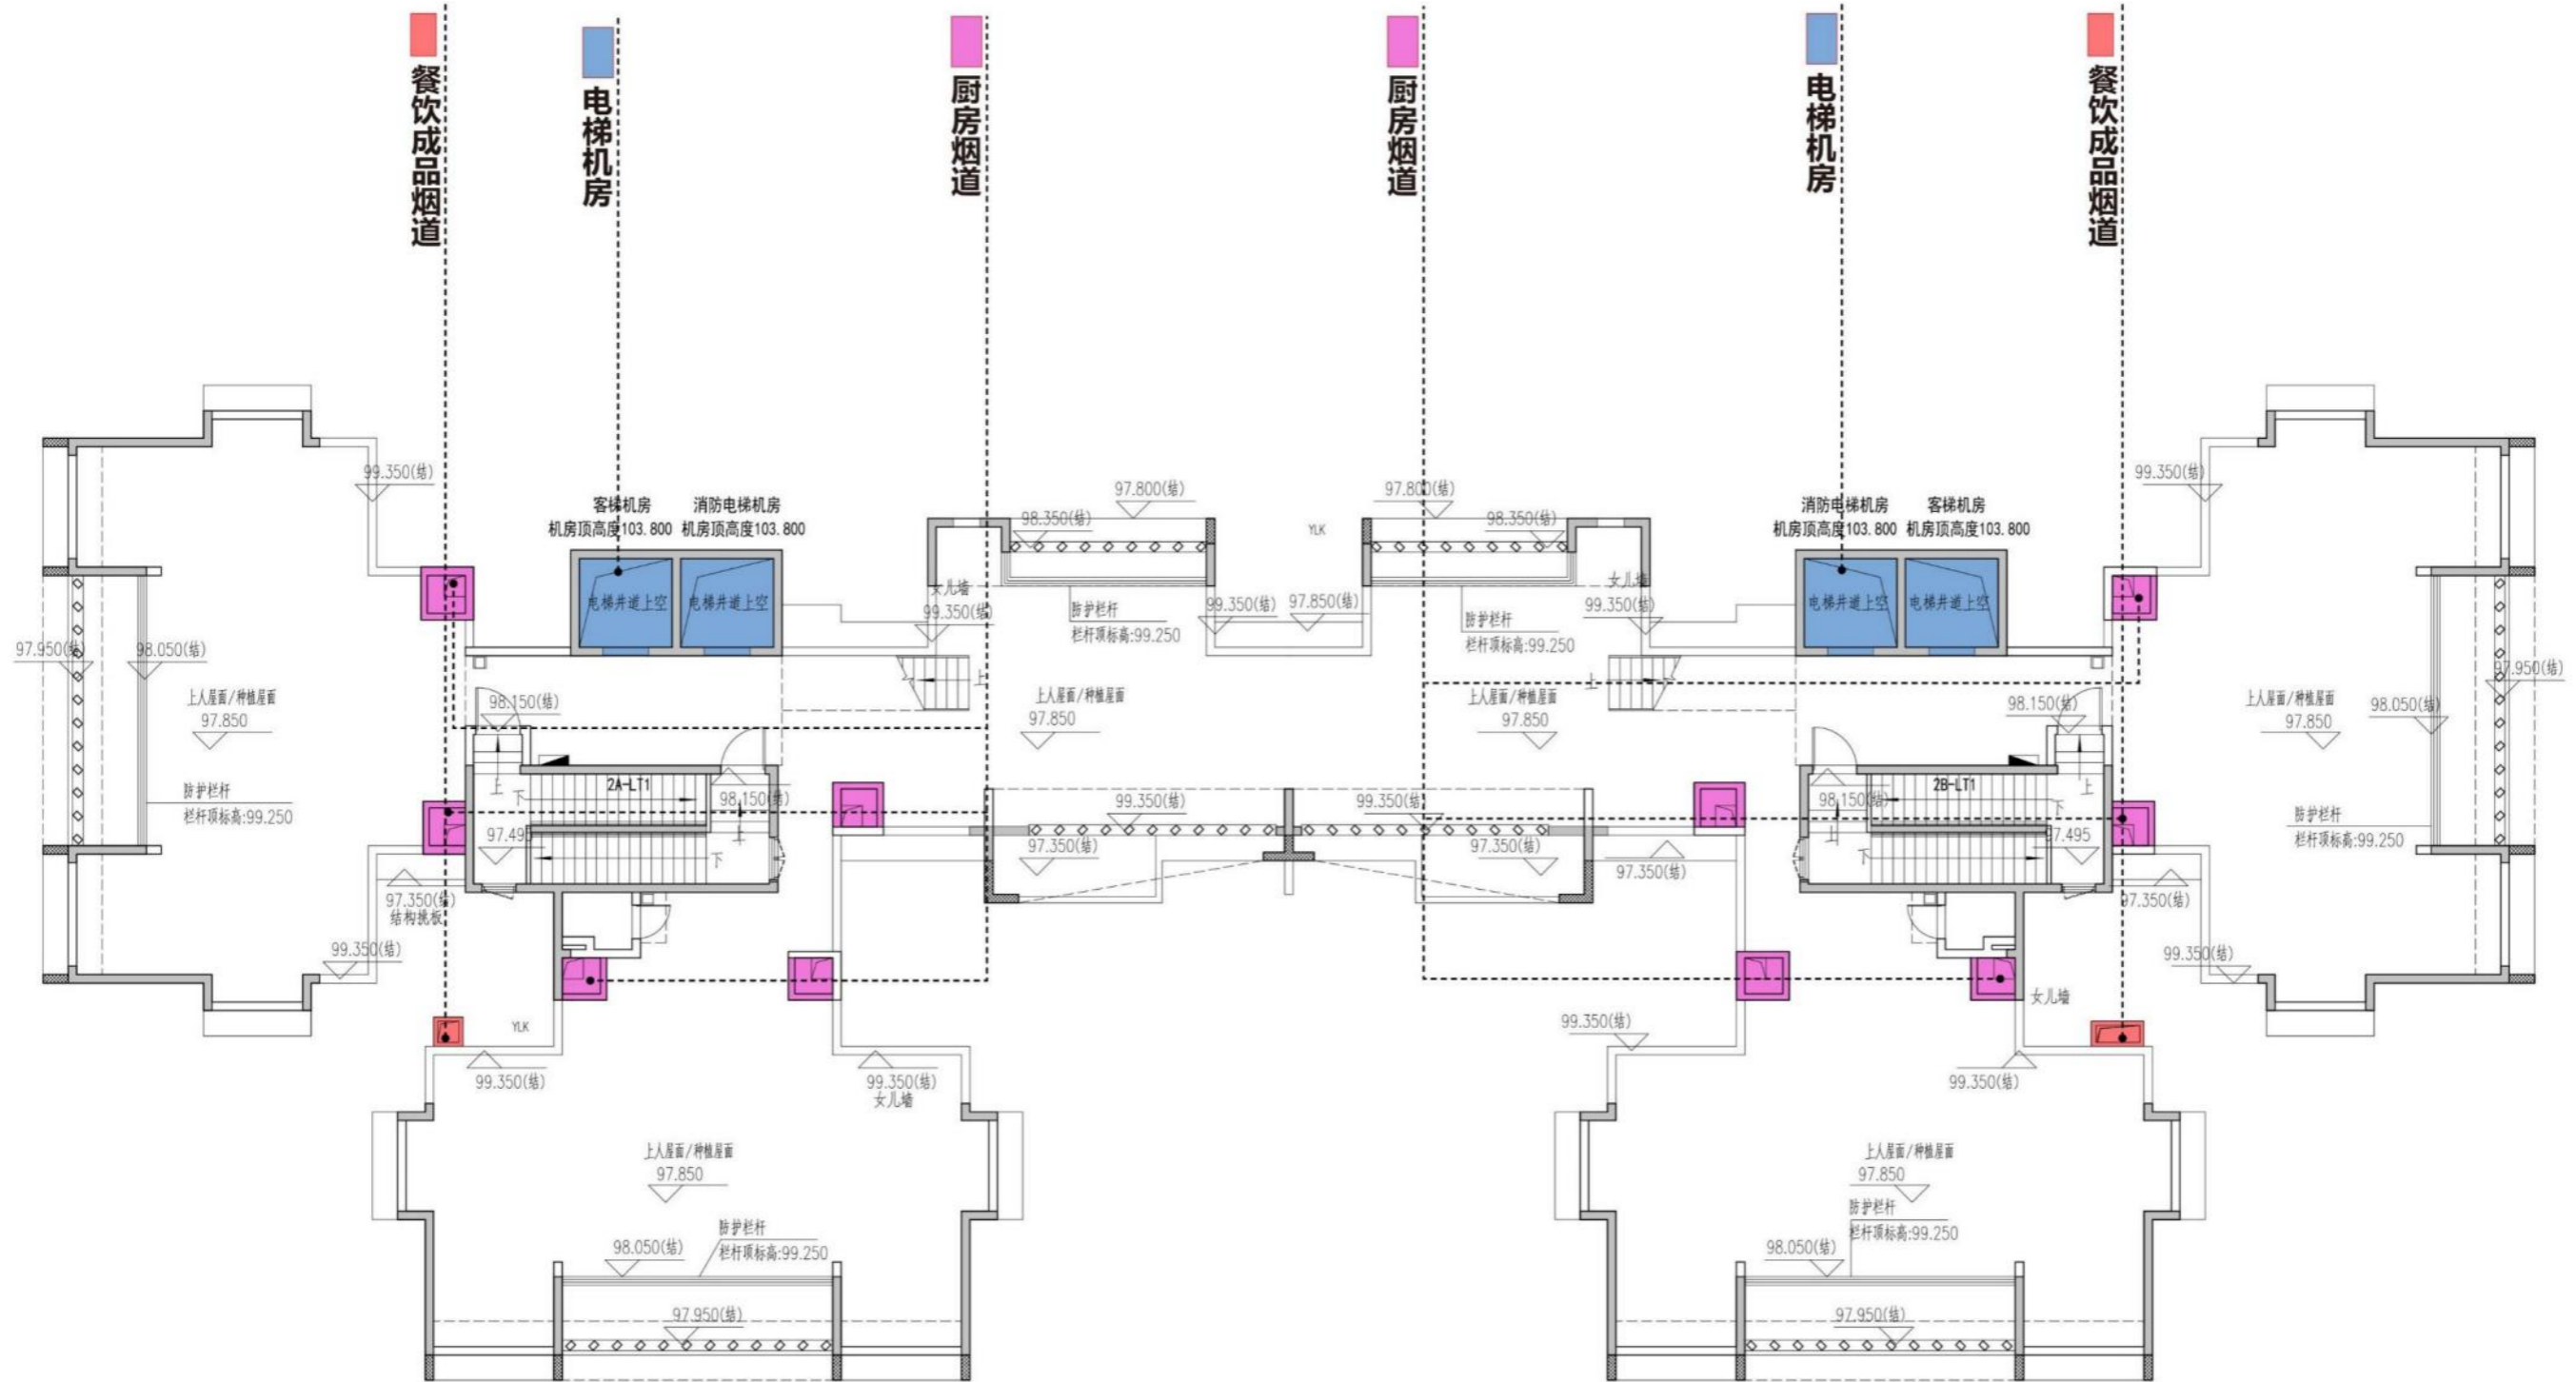 餐饮成品烟道
电梯机房
厨房烟道
厨房烟道
电梯机房
餐饮成品烟道
99.350(结)
客梯机房
机房顶高度103.800
消防电梯机房
机房顶高度103.800
97.800(结)
98.350(结)
YLK
97.800(结)
98.350(结)
消防电梯机房
机房顶高度103.800
客梯机房
机房顶高度103.800
99.350(结)
电梯井道上空
电梯井道上空
女儿墙
99.350(结)
防护栏杆
栏杆顶标高:99.250
99.350(结)
97.850(结)
防护栏杆
栏杆顶标高:99.250
女儿墙
99.350(结)
电梯井道上空
电梯井道上空
97.950(结)
98.050(结)
上人屋面/种植屋面
97.850
98.150(结)
上
上人屋面/种植屋面
97.850
上人屋面/种植屋面
97.850
上
98.150(结)
上人屋面/种植屋面
97.850
98.050(结)
97.950(结)
防护栏杆
栏杆顶标高:99.250
上
下
2A-LT1
98.150(结)
上
97.495
下
99.350(结)
99.350(结)
97.350(结)
97.350(结)
97.350(结)
98.150(结)
上
2B-LT1
下
上
下
97.495
防护栏杆
栏杆顶标高:99.250
97.350(结)
结构挑板
99.350(结)
97.350(结)
99.350(结)
女儿墙
YLK
99.350(结)
99.350(结)
99.350(结)
女儿墙
99.350(结)
上人屋面/种植屋面
97.850
防护栏杆
栏杆顶标高:99.250
98.050(结)
97.950(结)
上人屋面/种植屋面
97.850
防护栏杆
栏杆顶标高:99.250
98.050(结)
97.950(结)